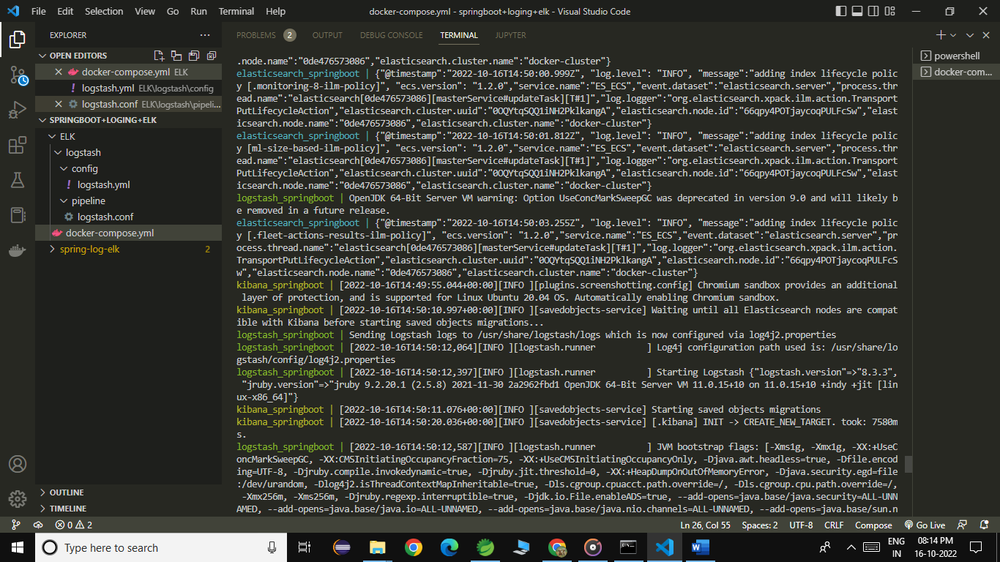 File Edit Selection View Go Run Terminal Help
docker-compose.yml - springboot+loging+elk - Visual Studio Code
EXPLORER
OPEN EDITORS
docker-compose.yml ELK
! logstash.yml ELK\logstash\config
logstash.conf ELK\logstash\pipeli...
SPRINGBOOT+LOGING+ELK
ELK
logstash
config
! logstash.yml
pipeline
logstash.conf
docker-compose.yml
spring-log-elk 2
OUTLINE
TIMELINE
PROBLEMS 2 OUTPUT DEBUG CONSOLE TERMINAL JUPYTER
powershell
docker-com...
.node.name":"0de476573086","elasticsearch.cluster.name":"docker-cluster"}
elasticsearch_springboot | {"@timestamp":"2022-10-16T14:50:00.999Z", "log.level": "INFO", "message":"adding index lifecycle polic
y [.monitoring-8-ilm-policy]", "ecs.version": "1.2.0","service.name":"ES_ECS","event.dataset":"elasticsearch.server","process.thr
ead.name":"elasticsearch[0de476573086][masterService#updateTask][T#1]","log.logger":"org.elasticsearch.xpack.ilm.action.Transport
PutLifecycleAction","elasticsearch.cluster.uuid":"0OQYtqSQQ1iNH2PklkangA","elasticsearch.node.id":"66qpy4POTjaycoqPULFcSw","elast
icsearch.node.name":"0de476573086","elasticsearch.cluster.name":"docker-cluster"}
elasticsearch_springboot | {"@timestamp":"2022-10-16T14:50:01.812Z", "log.level": "INFO", "message":"adding index lifecycle polic
y [ml-size-based-ilm-policy]", "ecs.version": "1.2.0","service.name":"ES_ECS","event.dataset":"elasticsearch.server","process.thr
ead.name":"elasticsearch[0de476573086][masterService#updateTask][T#1]","log.logger":"org.elasticsearch.xpack.ilm.action.Transport
PutLifecycleAction","elasticsearch.cluster.uuid":"0OQYtqSQQ1iNH2PklkangA","elasticsearch.node.id":"66qpy4POTjaycoqPULFcSw","elast
icsearch.node.name":"0de476573086","elasticsearch.cluster.name":"docker-cluster"}
logstash_springboot | OpenJDK 64-Bit Server VM warning: Option UseConcMarkSweepGC was deprecated in version 9.0 and will likely b
e removed in a future release.
elasticsearch_springboot | {"@timestamp":"2022-10-16T14:50:03.255Z", "log.level": "INFO", "message":"adding index lifecycle polic
y [.fleet-actions-results-ilm-policy]", "ecs.version": "1.2.0","service.name":"ES_ECS","event.dataset":"elasticsearch.server","pr
ocess.thread.name":"elasticsearch[0de476573086][masterService#updateTask][T#1]","log.logger":"org.elasticsearch.xpack.ilm.action.
TransportPutLifecycleAction","elasticsearch.cluster.uuid":"0OQYtqSQQ1iNH2PklkangA","elasticsearch.node.id":"66qpy4POTjaycoqPULFcS
w","elasticsearch.node.name":"0de476573086","elasticsearch.cluster.name":"docker-cluster"}
kibana_springboot | [2022-10-16T14:49:55.044+00:00][INFO ][plugins.screenshotting.config] Chromium sandbox provides an additional
layer of protection, and is supported for Linux Ubuntu 20.04 OS. Automatically enabling Chromium sandbox.
kibana_springboot | [2022-10-16T14:50:10.997+00:00][INFO ][savedobjects-service] Waiting until all Elasticsearch nodes are compat
ible with Kibana before starting saved objects migrations...
logstash_springboot | Sending Logstash logs to /usr/share/logstash/logs which is now configured via log4j2.properties
logstash_springboot | [2022-10-16T14:50:12,064][INFO ][logstash.runner ] Log4j configuration path used is: /usr/share/lo
gstash/config/log4j2.properties
logstash_springboot | [2022-10-16T14:50:12,397][INFO ][logstash.runner ] Starting Logstash {"logstash.version"=>"8.3.3",
"jruby.version"=>"jruby 9.2.20.1 (2.5.8) 2021-11-30 2a2962fbd1 OpenJDK 64-Bit Server VM 11.0.15+10 on 11.0.15+10 +indy +jit [lin
ux-x86_64]"}
kibana_springboot | [2022-10-16T14:50:11.076+00:00][INFO ][savedobjects-service] Starting saved objects migrations
kibana_springboot | [2022-10-16T14:50:20.036+00:00][INFO ][savedobjects-service] [.kibana] INIT -> CREATE_NEW_TARGET. took: 7580m
s.
logstash_springboot | [2022-10-16T14:50:12,587][INFO ][logstash.runner ] JVM bootstrap flags: [-Xms1g, -Xmx1g, -XX:+UseC
oncMarkSweepGC, -XX:CMSInitiatingOccupancyFraction=75, -XX:+UseCMSInitiatingOccupancyOnly, -Djava.awt.headless=true, -Dfile.encod
ing=UTF-8, -Djruby.compile.invokedynamic=true, -Djruby.jit.threshold=0, -XX:+HeapDumpOnOutOfMemoryError, -Djava.security.egd=file
:/dev/urandom, -Dlog4j2.isThreadContextMapInheritable=true, -Dls.cgroup.cpuacct.path.override=/, -Dls.cgroup.cpu.path.override=/,
-Xmx256m, -Xms256m, -Djruby.regexp.interruptible=true, -Djdk.io.File.enableADS=true, --add-opens=java.base/java.security=ALL-UNN
AMED, --add-opens=java.base/java.io=ALL-UNNAMED, --add-opens=java.base/java.nio.channels=ALL-UNNAMED, --add-opens=java.base/sun.n
0 2
Ln 26, Col 55 Spaces: 2 UTF-8 CRLF Compose Go Live
Type here to search
ENG
IN
08:14 PM
16-10-2022